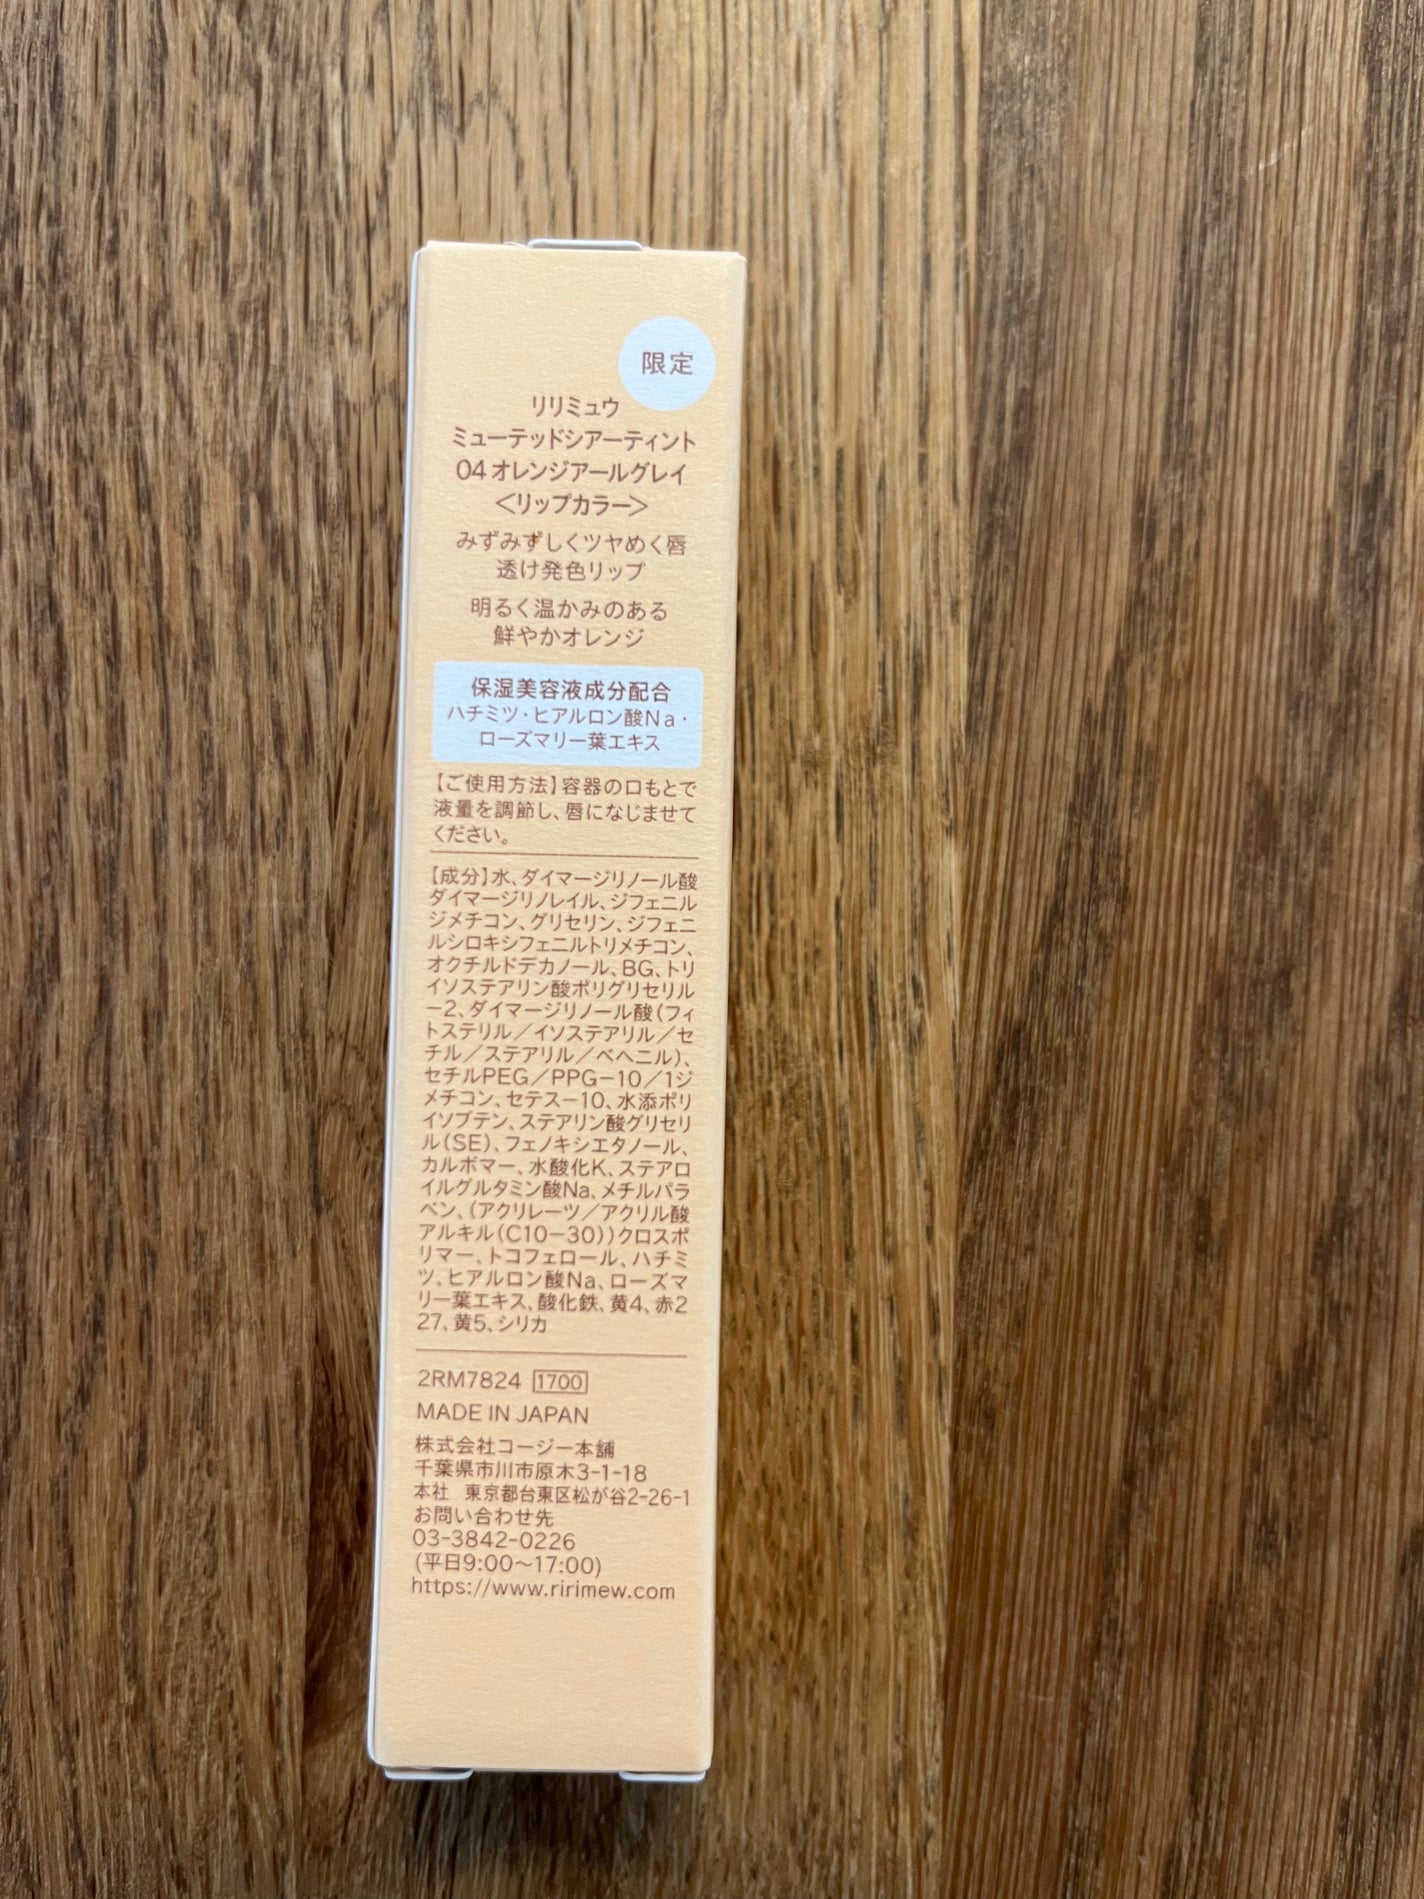 限定
リリミュウ
ミューテッドシアーティント
04オレンジアールグレイ
＜リップカラー＞
みずみずしくツヤめく唇
透け発色リップ
明るく温かみのある
鮮やかオレンジ
保湿美容液成分配合
ハチミツ・ヒアルロン酸Na・
ローズマリー葉エキス
【ご使用方法】容器の口もとで
液量を調節し、唇になじませて
ください。
【成分】水、ダイマージリノール酸
ダイマージリノレイル、ジフェニル
ジメチコン、グリセリン、ジフェニ
ルシロキシフェニルトリメチコン、
オクチルドデカノール、BG、トリ
イソステアリン酸ポリグリセリル
－2、ダイマージリノール酸（フィ
トステリル／イソステアリル／セ
チル／ステアリル／ベヘニル）、
セチルPEG／PPG－10／1ジ
メチコン、セテス－10、水添ポリ
イソブテン、ステアリン酸グリセリ
ル（SE）、フェノキシエタノール、
カルボマー、水酸化K、ステアロ
イルグルタミン酸Na、メチルパラ
ベン、（アクリレーツ／アクリル酸
アルキル（C10－30））クロスポ
リマー、トコフェロール、ハチミ
ツ、ヒアルロン酸Na、ローズマ
リー葉エキス、酸化鉄、黄4、赤2
27、黄5、シリカ
2RM7824 1700
MADE IN JAPAN
株式会社コージー本舗
千葉県市川市原木3-1-18
本社 東京都台東区松が谷2-26-1
お問い合わせ先
03-3842-0226
(平日9:00～17:00)
https://www.ririmew.com